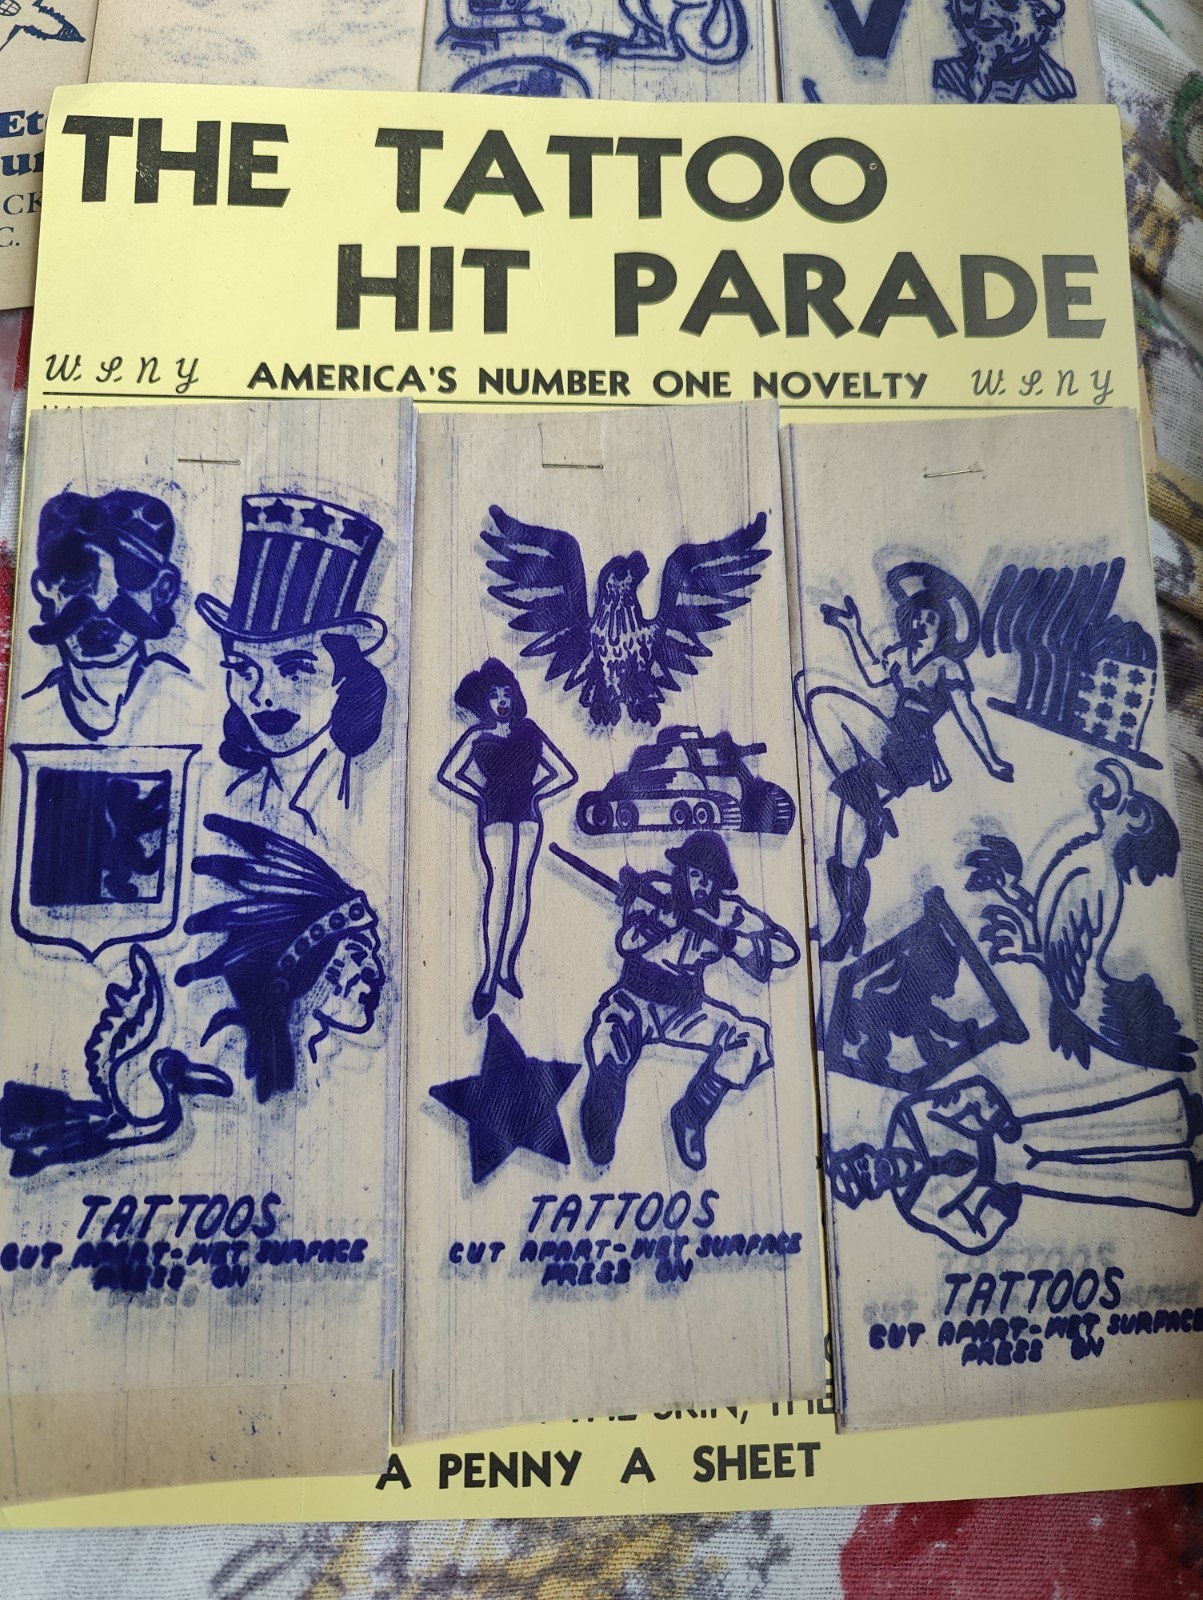 THE TATTOO
HIT PARADE
W. S. N Y AMERICA'S NUMBER ONE NOVELTY W. S. N Y
TATTOOS
CUT APART-WET SURFACE
PRESS ON
TATTOOS
CUT APART-WET SURFACE
PRESS ON
TATTOOS
CUT APART-WET SURFACE
PRESS ON
SKIN,
A PENNY A SHEET